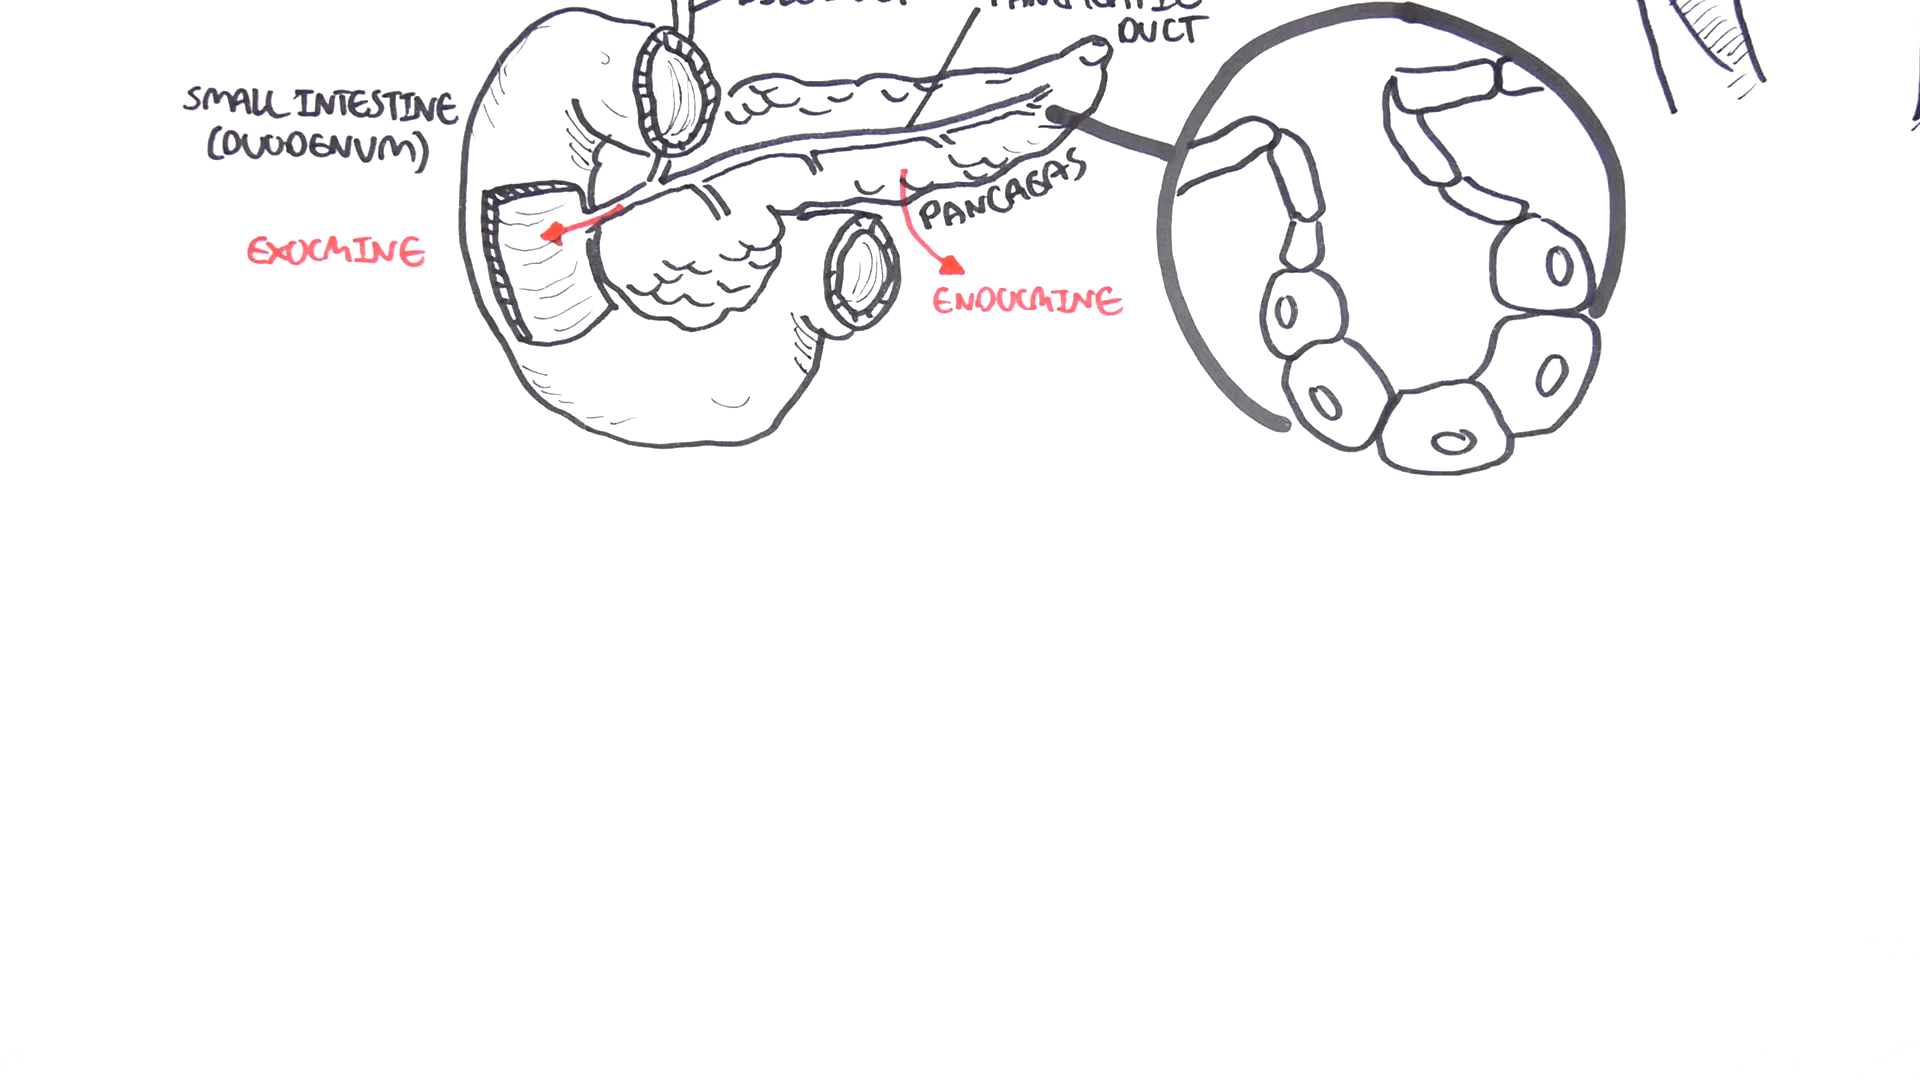 DUCT
SMALL INTESTINE
(DUODENUM)
PANCREAS
EXOCRINE
ENDOCRINE